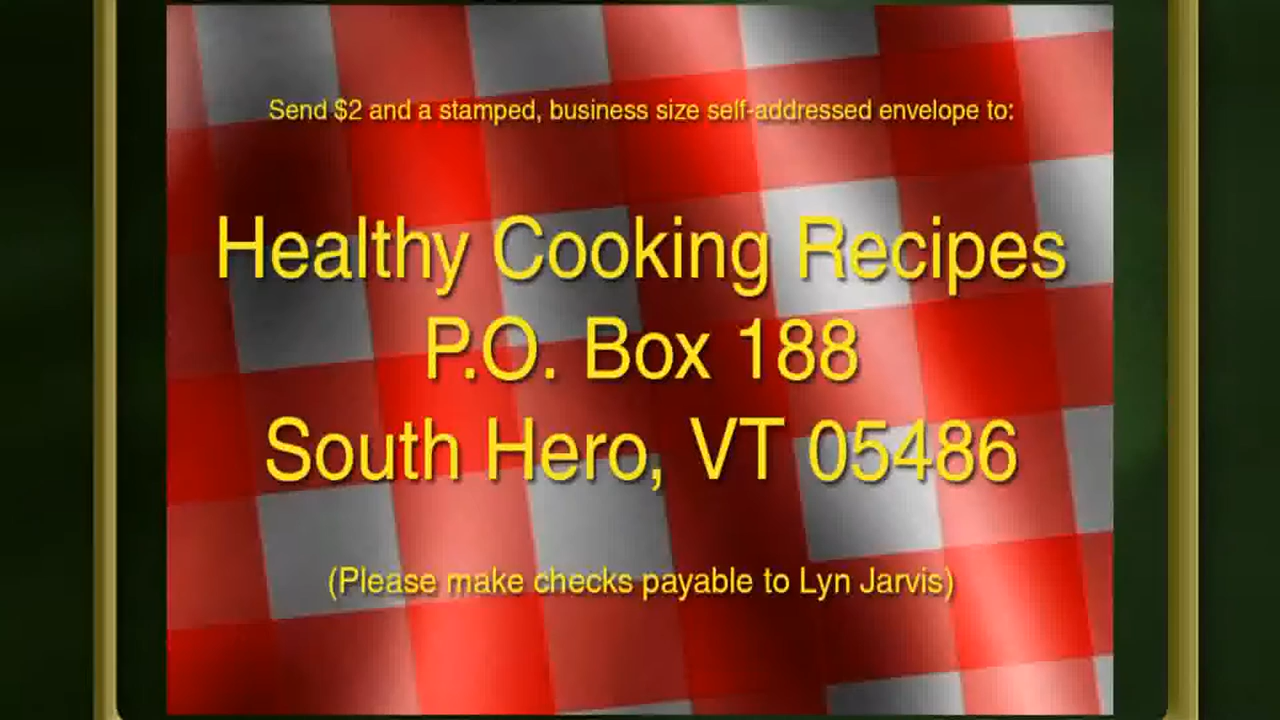 Send $2 and a stamped, business size self-addressed envelope to:
Healthy Cooking Recipes
P.O. Box 188
South Hero, VT 05486
(Please make checks payable to Lyn Jarvis)